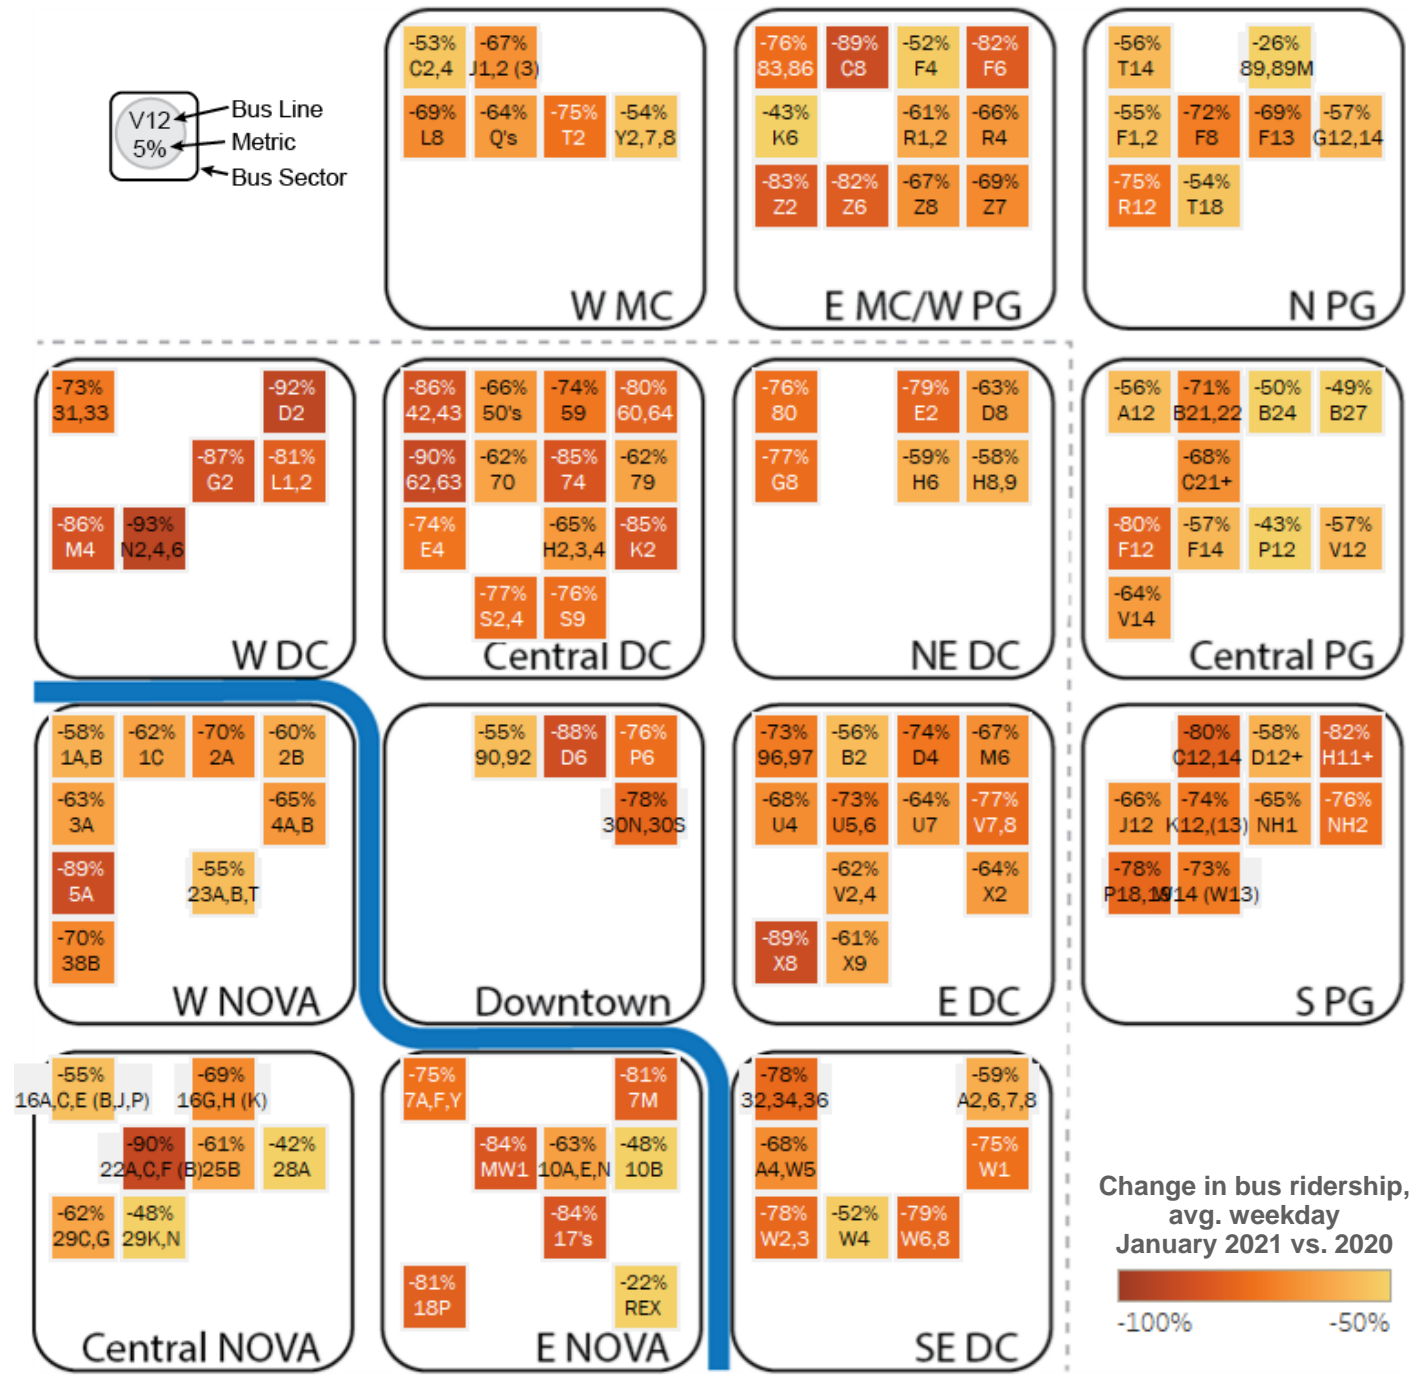 V12
5%
Bus Line
Metric
Bus Sector
-53%
C2,4
-67%
J1,2 (3)
-69%
L8
-64%
Q's
-75%
T2
-54%
Y2,7,8
W MC
-76%
83,86
-89%
C8
-52%
F4
-82%
F6
-43%
K6
-61%
R1,2
-66%
R4
-83%
Z2
-82%
Z6
-67%
Z8
-69%
Z7
E MC/W PG
-56%
T14
-26%
89,89M
-55%
F1,2
-72%
F8
-69%
F13
-57%
G12,14
-75%
R12
-54%
T18
N PG
-73%
31,33
-92%
D2
-87%
G2
-81%
L1,2
-86%
M4
-93%
N2,4,6
W DC
-86%
42,43
-66%
50's
-74%
59
-80%
60,64
-90%
62,63
-62%
70
-85%
74
-62%
79
-74%
E4
-65%
H2,3,4
-85%
K2
-77%
S2,4
-76%
S9
Central DC
-76%
80
-79%
E2
-63%
D8
-77%
G8
-59%
H6
-58%
H8,9
NE DC
-56%
A12
-71%
B21,22
-50%
B24
-49%
B27
-68%
C21+
-80%
F12
-57%
F14
-43%
P12
-57%
V12
-64%
V14
Central PG
-58%
1A,B
-62%
1C
-70%
2A
-60%
2B
-63%
3A
-65%
4A,B
-89%
5A
-55%
23A,B,T
-70%
38B
W NOVA
-55%
90,92
-88%
D6
-76%
P6
-78%
30N,30S
Downtown
-73%
96,97
-56%
B2
-74%
D4
-67%
M6
-68%
U4
-73%
U5,6
-64%
U7
-77%
V7,8
-62%
V2,4
-64%
X2
-89%
X8
-61%
X9
E DC
-80%
C12,14
-58%
D12+
-82%
H11+
-66%
J12
-74%
K12,(13)
-65%
NH1
-76%
NH2
-78%
P18,19
-73%
W14 (W13)
S PG
-55%
16A,C,E (B,J,P)
-69%
16G,H (K)
-90%
22A,C,F (B)
-61%
25B
-42%
28A
-62%
29C,G
-48%
29K,N
Central NOVA
-75%
7A,F,Y
-81%
7M
-84%
MW1
-63%
10A,E,N
-48%
10B
-84%
17's
-81%
18P
-22%
REX
E NOVA
-78%
32,34,36
-59%
A2,6,7,8
-68%
A4,W5
-75%
W1
-78%
W2,3
-52%
W4
-79%
W6,8
SE DC
Change in bus ridership,
avg. weekday
January 2021 vs. 2020
-100%
-50%